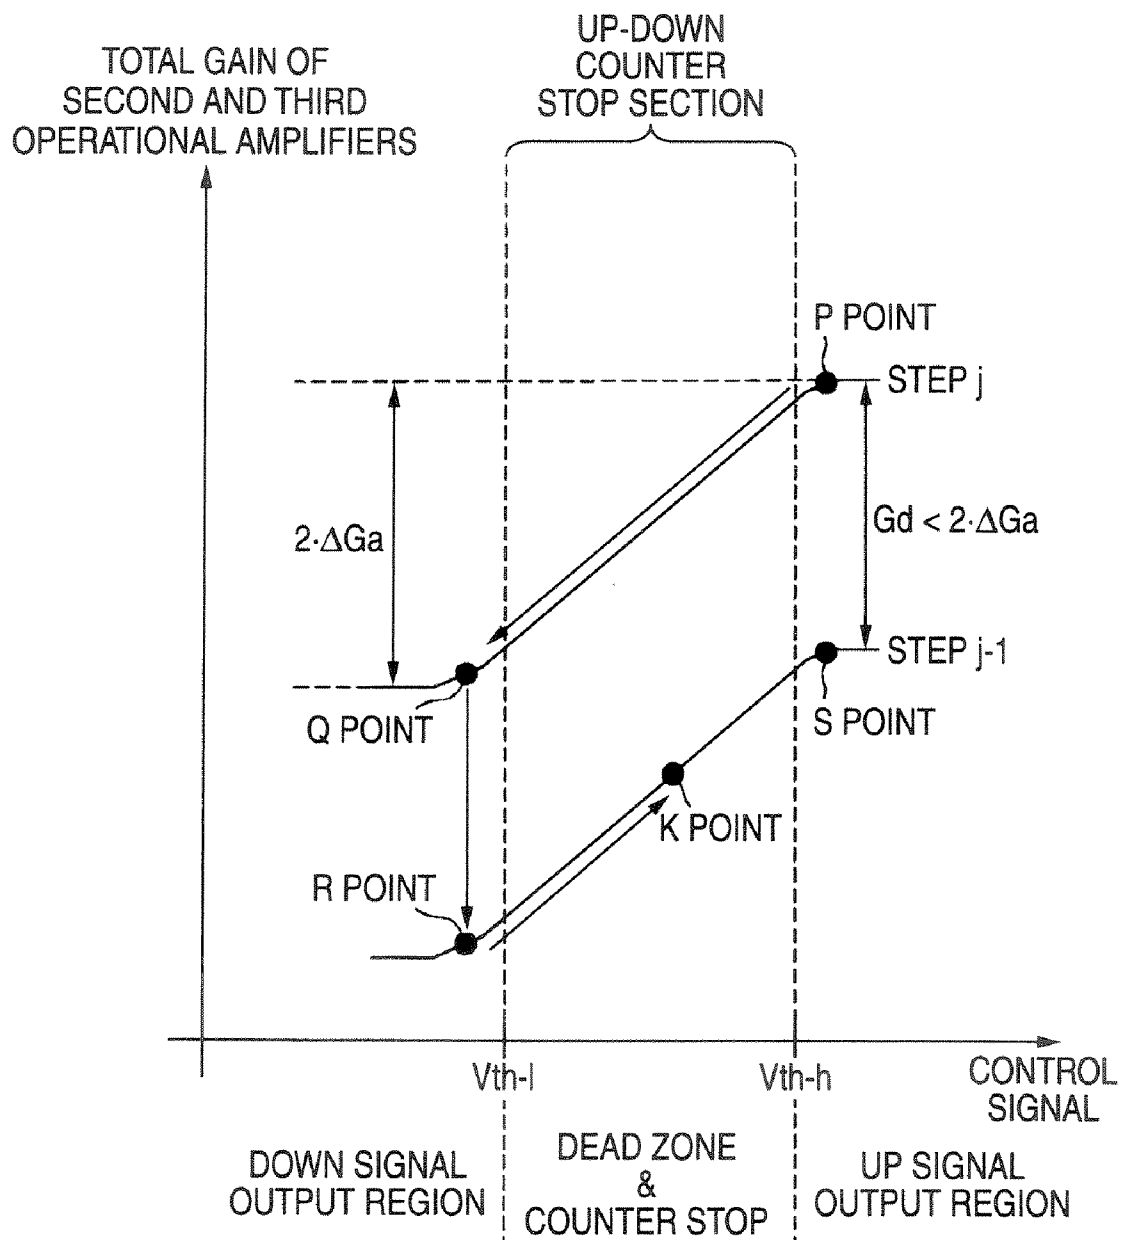 UP-DOWN
COUNTER
STOP SECTION
TOTAL GAIN OF
SECOND AND THIRD
OPERATIONAL AMPLIFIERS
P POINT
STEP j
2·ΔGa
Gd < 2·ΔGa
STEP j-1
Q POINT
S POINT
K POINT
R POINT
Vth-l
Vth-h
CONTROL
SIGNAL
DOWN SIGNAL
OUTPUT REGION
DEAD ZONE
&
COUNTER STOP
UP SIGNAL
OUTPUT REGION